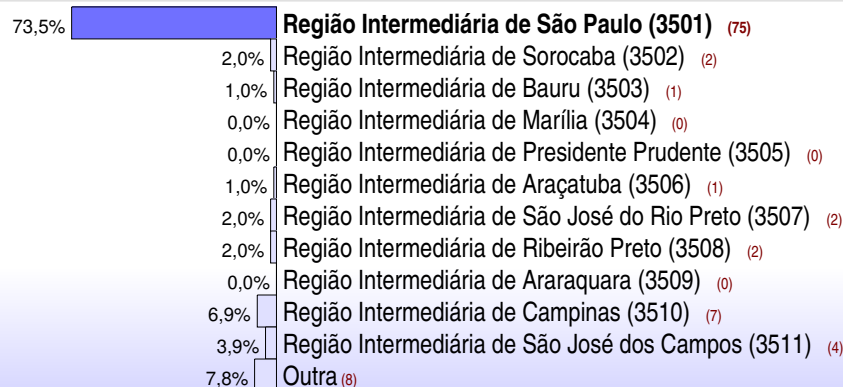 73,5% Região Intermediária de São Paulo (3501) (75)
2,0% Região Intermediária de Sorocaba (3502) (2)
1,0% Região Intermediária de Bauru (3503) (1)
0,0% Região Intermediária de Marília (3504) (0)
0,0% Região Intermediária de Presidente Prudente (3505) (0)
1,0% Região Intermediária de Araçatuba (3506) (1)
2,0% Região Intermediária de São José do Rio Preto (3507) (2)
2,0% Região Intermediária de Ribeirão Preto (3508) (2)
0,0% Região Intermediária de Araraquara (3509) (0)
6,9% Região Intermediária de Campinas (3510) (7)
3,9% Região Intermediária de São José dos Campos (3511) (4)
7,8% Outra (8)